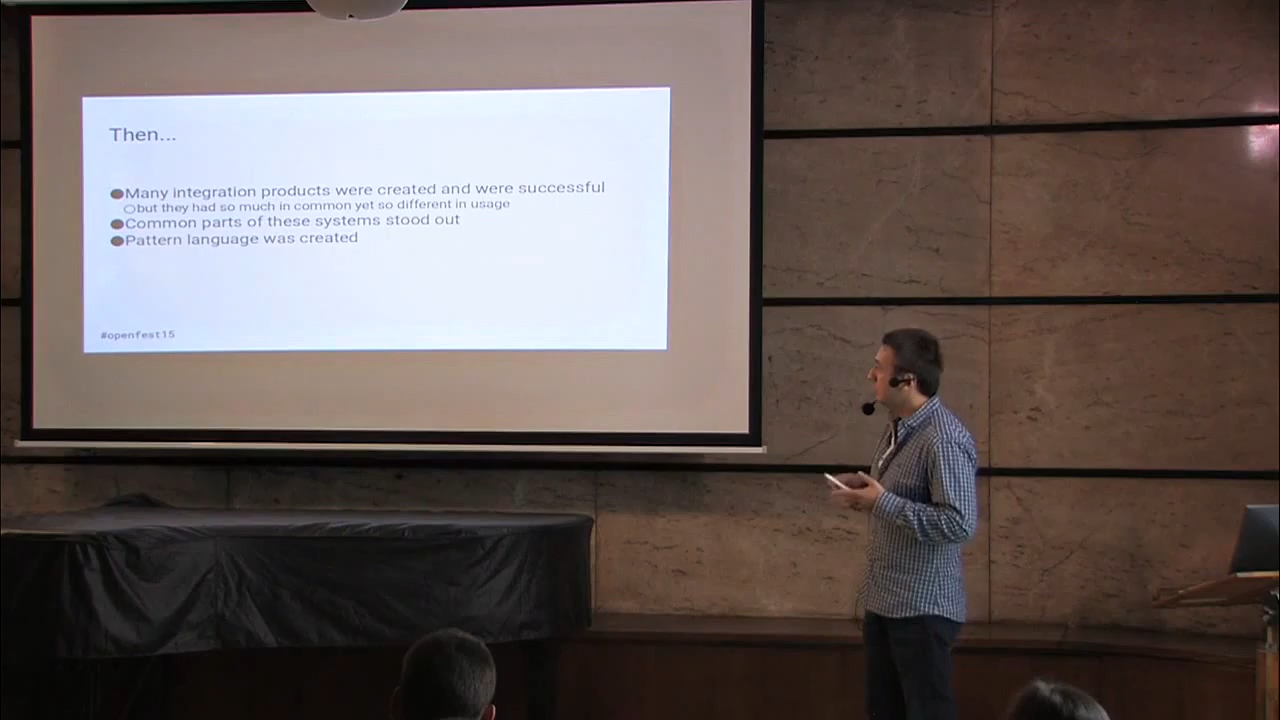 Then...
Many integration products were created and were successful
but they had so much in common yet so different in usage
Common parts of these systems stood out
Pattern language was created
#openfest15